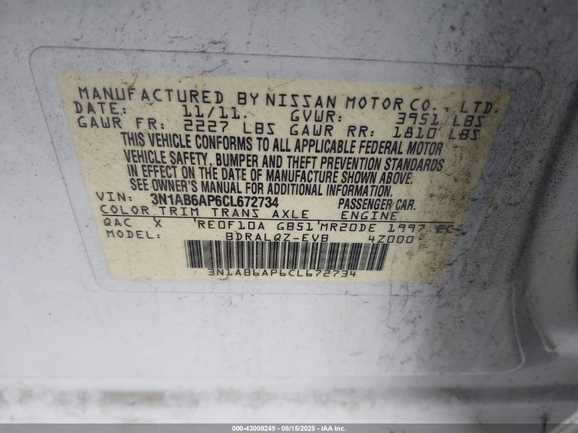 MANUFACTURED BY NISSAN MOTOR CO., LTD.
DATE: 11/11. GVWR: 3951 LBS
GAWR FR: 2227 LBS GAWR RR: 1810 LBS
THIS VEHICLE CONFORMS TO ALL APPLICABLE FEDERAL MOTOR
VEHICLE SAFETY, BUMPER AND THEFT PREVENTION STANDARDS
IN EFFECT ON THE DATE OF MANUFACTURE SHOWN ABOVE.
SEE OWNER'S MANUAL FOR ADDITIONAL INFORMATION.
VIN: 3N1AB6AP6CL672734 PASSENGER CAR.
COLOR TRIM TRANS AXLE ENGINE
QAC X RE0F10A GB51 MR20DE 1997 CC
MODEL: BDRALQZ-EVB 4Z000
3N1AB6AP6CL672734
000-43008249 - 08/15/2025 - IAA Inc.